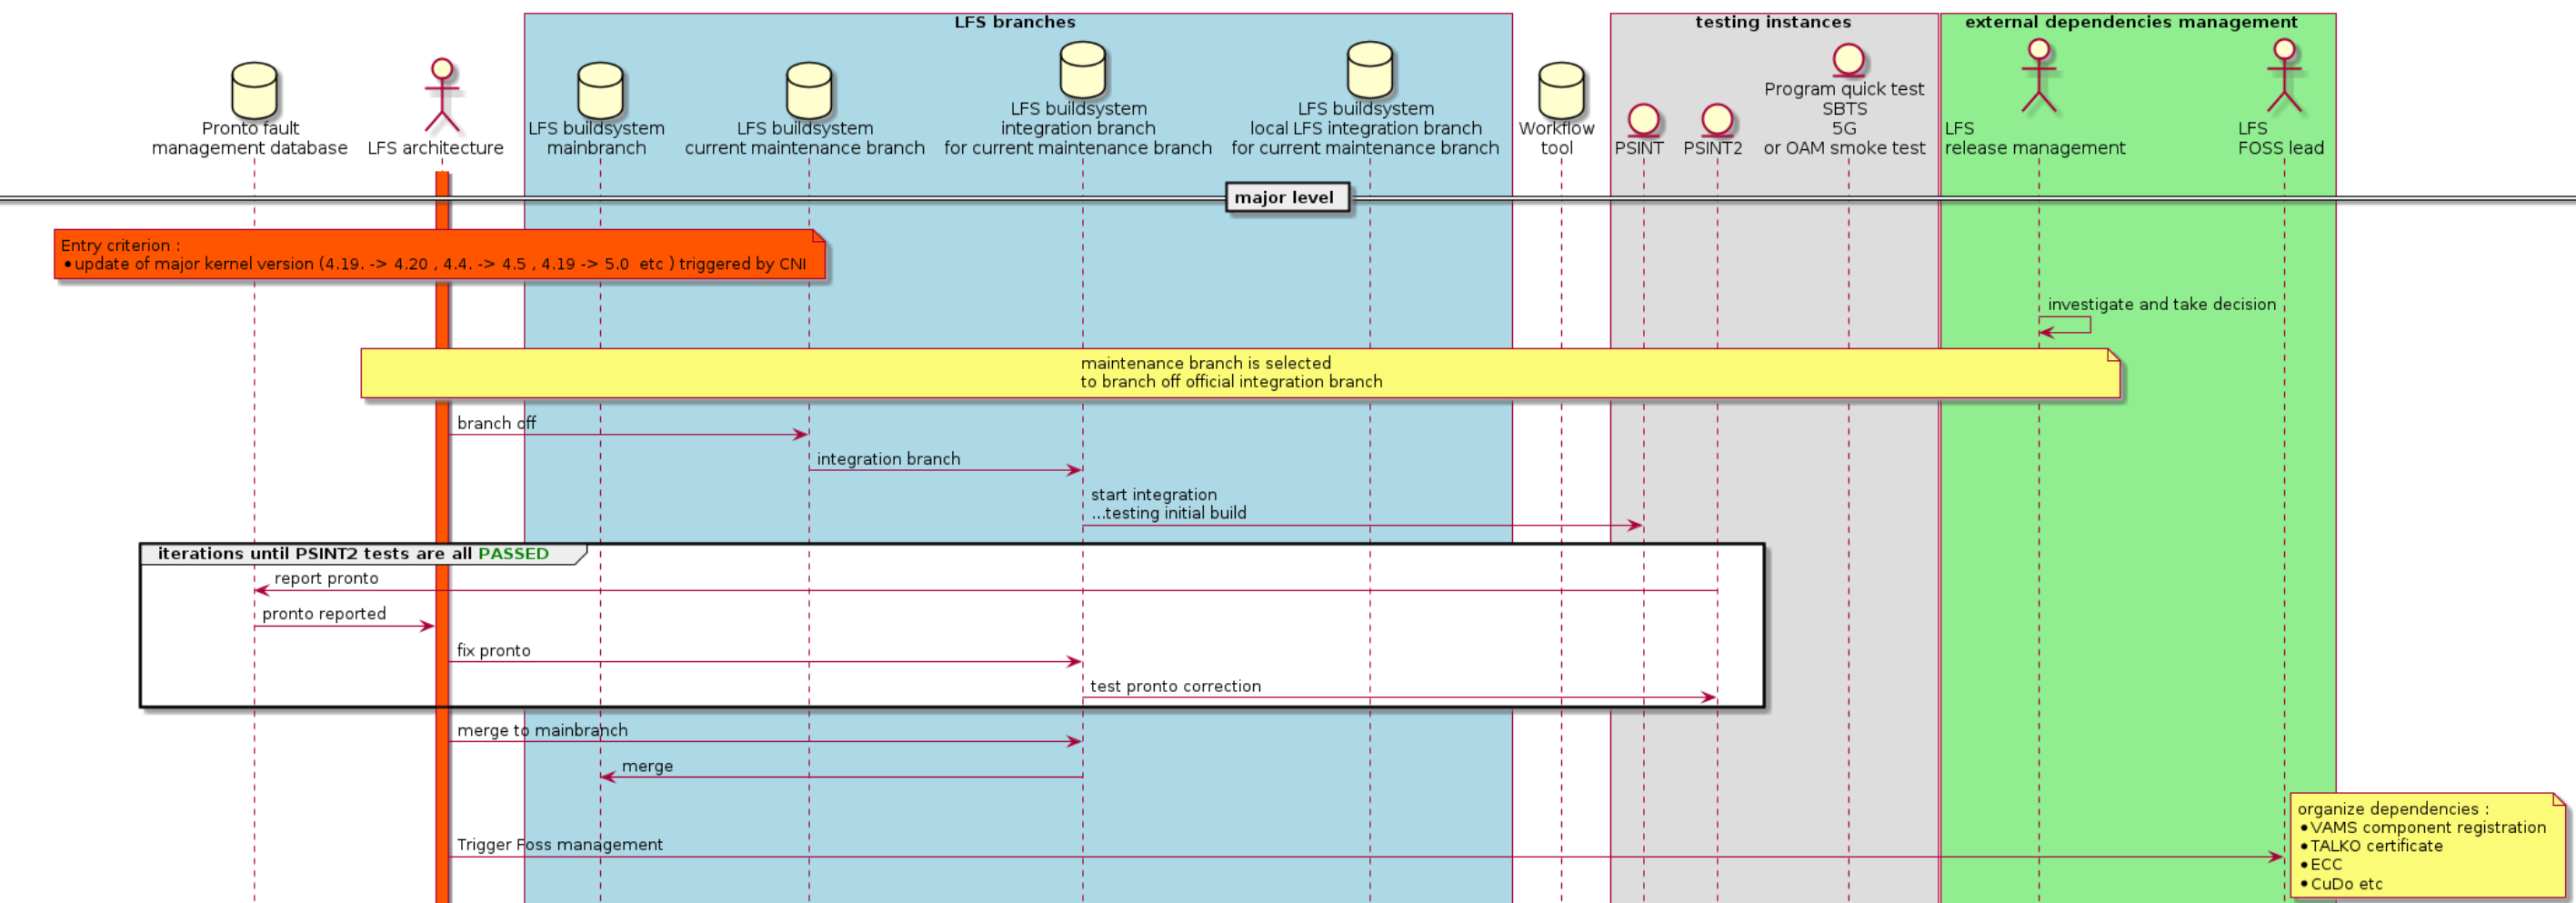 LFS branches
testing instances
external dependencies management
Pronto fault
management database
LFS architecture
LFS buildsystem
mainbranch
LFS buildsystem
current maintenance branch
LFS buildsystem
integration branch
for current maintenance branch
LFS buildsystem
local LFS integration branch
for current maintenance branch
Workflow
tool
PSINT
PSINT2
Program quick test
SBTS
5G
or OAM smoke test
LFS
release management
LFS
FOSS lead
major level
Entry criterion :
•update of major kernel version (4.19. -> 4.20 , 4.4. -> 4.5 , 4.19 -> 5.0  etc ) triggered by CNI
investigate and take decision
maintenance branch is selected
to branch off official integration branch
branch off
integration branch
start integration
...testing initial build
iterations until PSINT2 tests are all PASSED
report pronto
pronto reported
fix pronto
test pronto correction
merge to mainbranch
merge
Trigger Foss management
organize dependencies :
•VAMS component registration
•TALKO certificate
•ECC
•CuDo etc